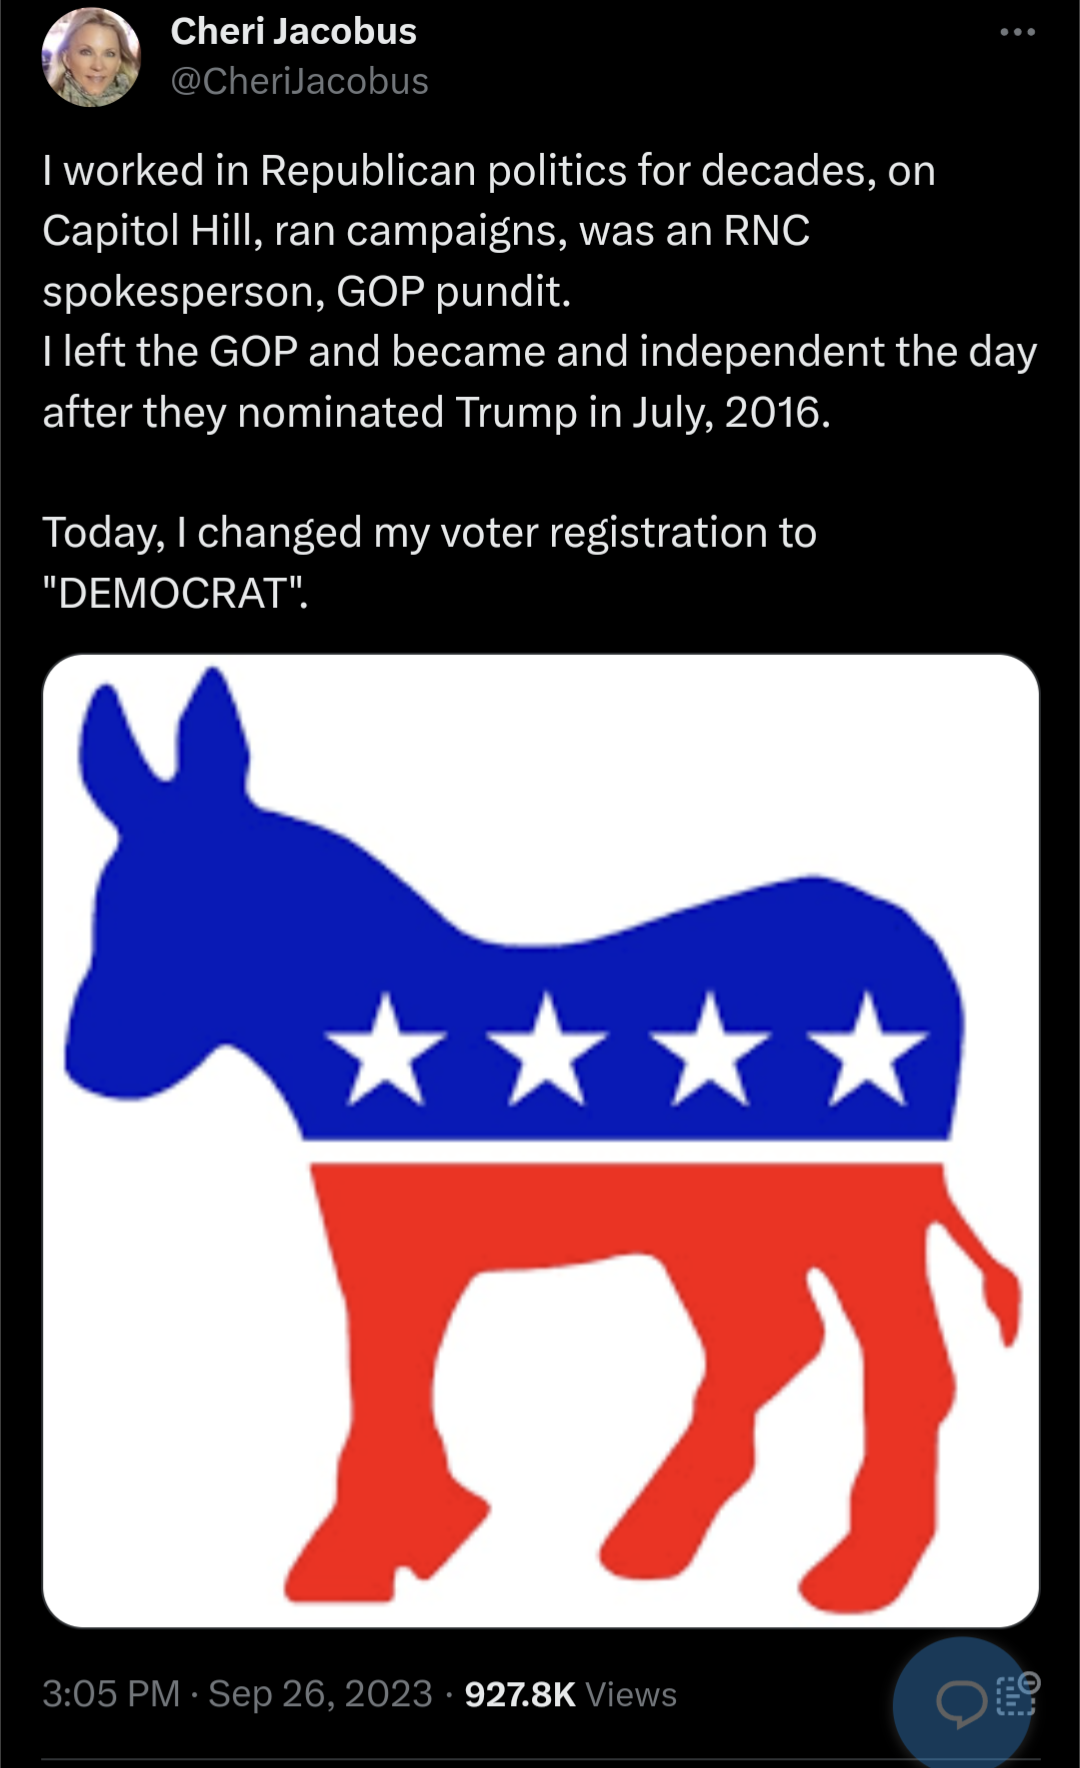 Cheri Jacobus
@CheriJacobus
I worked in Republican politics for decades, on
Capitol Hill, ran campaigns, was an RNC
spokesperson, GOP pundit.
I left the GOP and became and independent the day
after they nominated Trump in July, 2016.
Today, I changed my voter registration to
"DEMOCRAT".
3:05 PM · Sep 26, 2023 · 927.8K Views